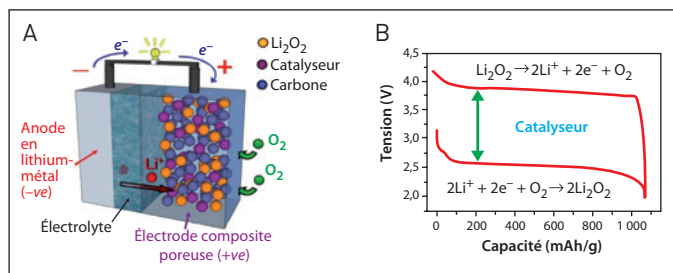 A
e⁻
e⁻
−
+
Li₂O₂
Catalyseur
Carbone
Anode
en
lithium-
métal
(–ve)
Li⁺
O₂
O₂
Électrolyte
Électrode composite
poreuse (+ve)
B
Tension (V)
4,5
4,0
3,5
3,0
2,5
2,0
Li₂O₂→2Li⁺ + 2e⁻ + O₂
Catalyseur
2Li⁺ + 2e⁻ + O₂→2Li₂O₂
0
200
400
600
800
1 000
Capacité (mAh/g)